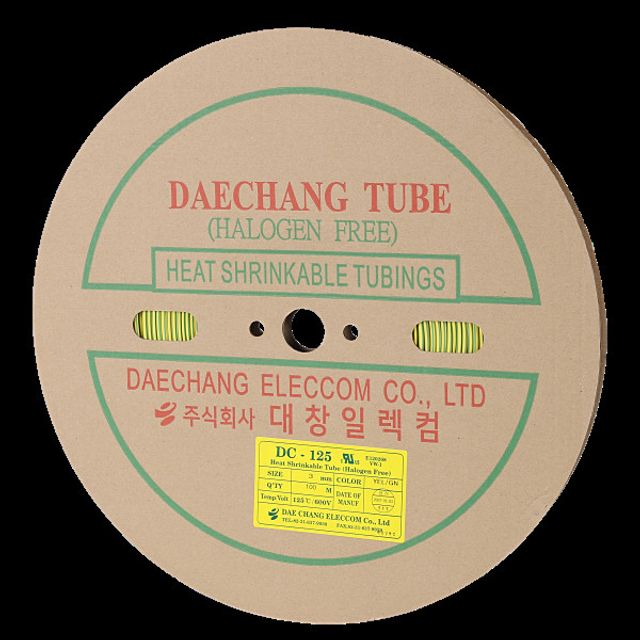 DAECHANG TUBE
(HALOGEN FREE)
HEAT SHRINKABLE TUBINGS
DAECHANG ELECCOM CO., LTD
주식회사 대창일렉컴
DC - 125
Heat Shrinkable Tube (Halogen Free)
SIZE 3 mm COLOR YEL/GN
Q'TY 100 M DATE OF MANUF
Temp Volt 125℃/600V
DAE CHANG ELECCOM Co., Ltd